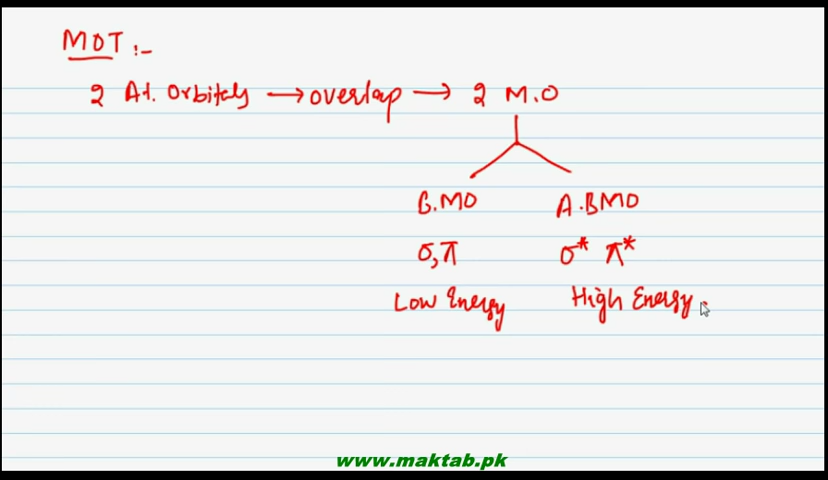 MOT :-
2 At. Orbitals → overlap → 2 M.O
B.MO A.BMO
σ, π σ* π*
Low Energy High Energy.
www.maktab.pk